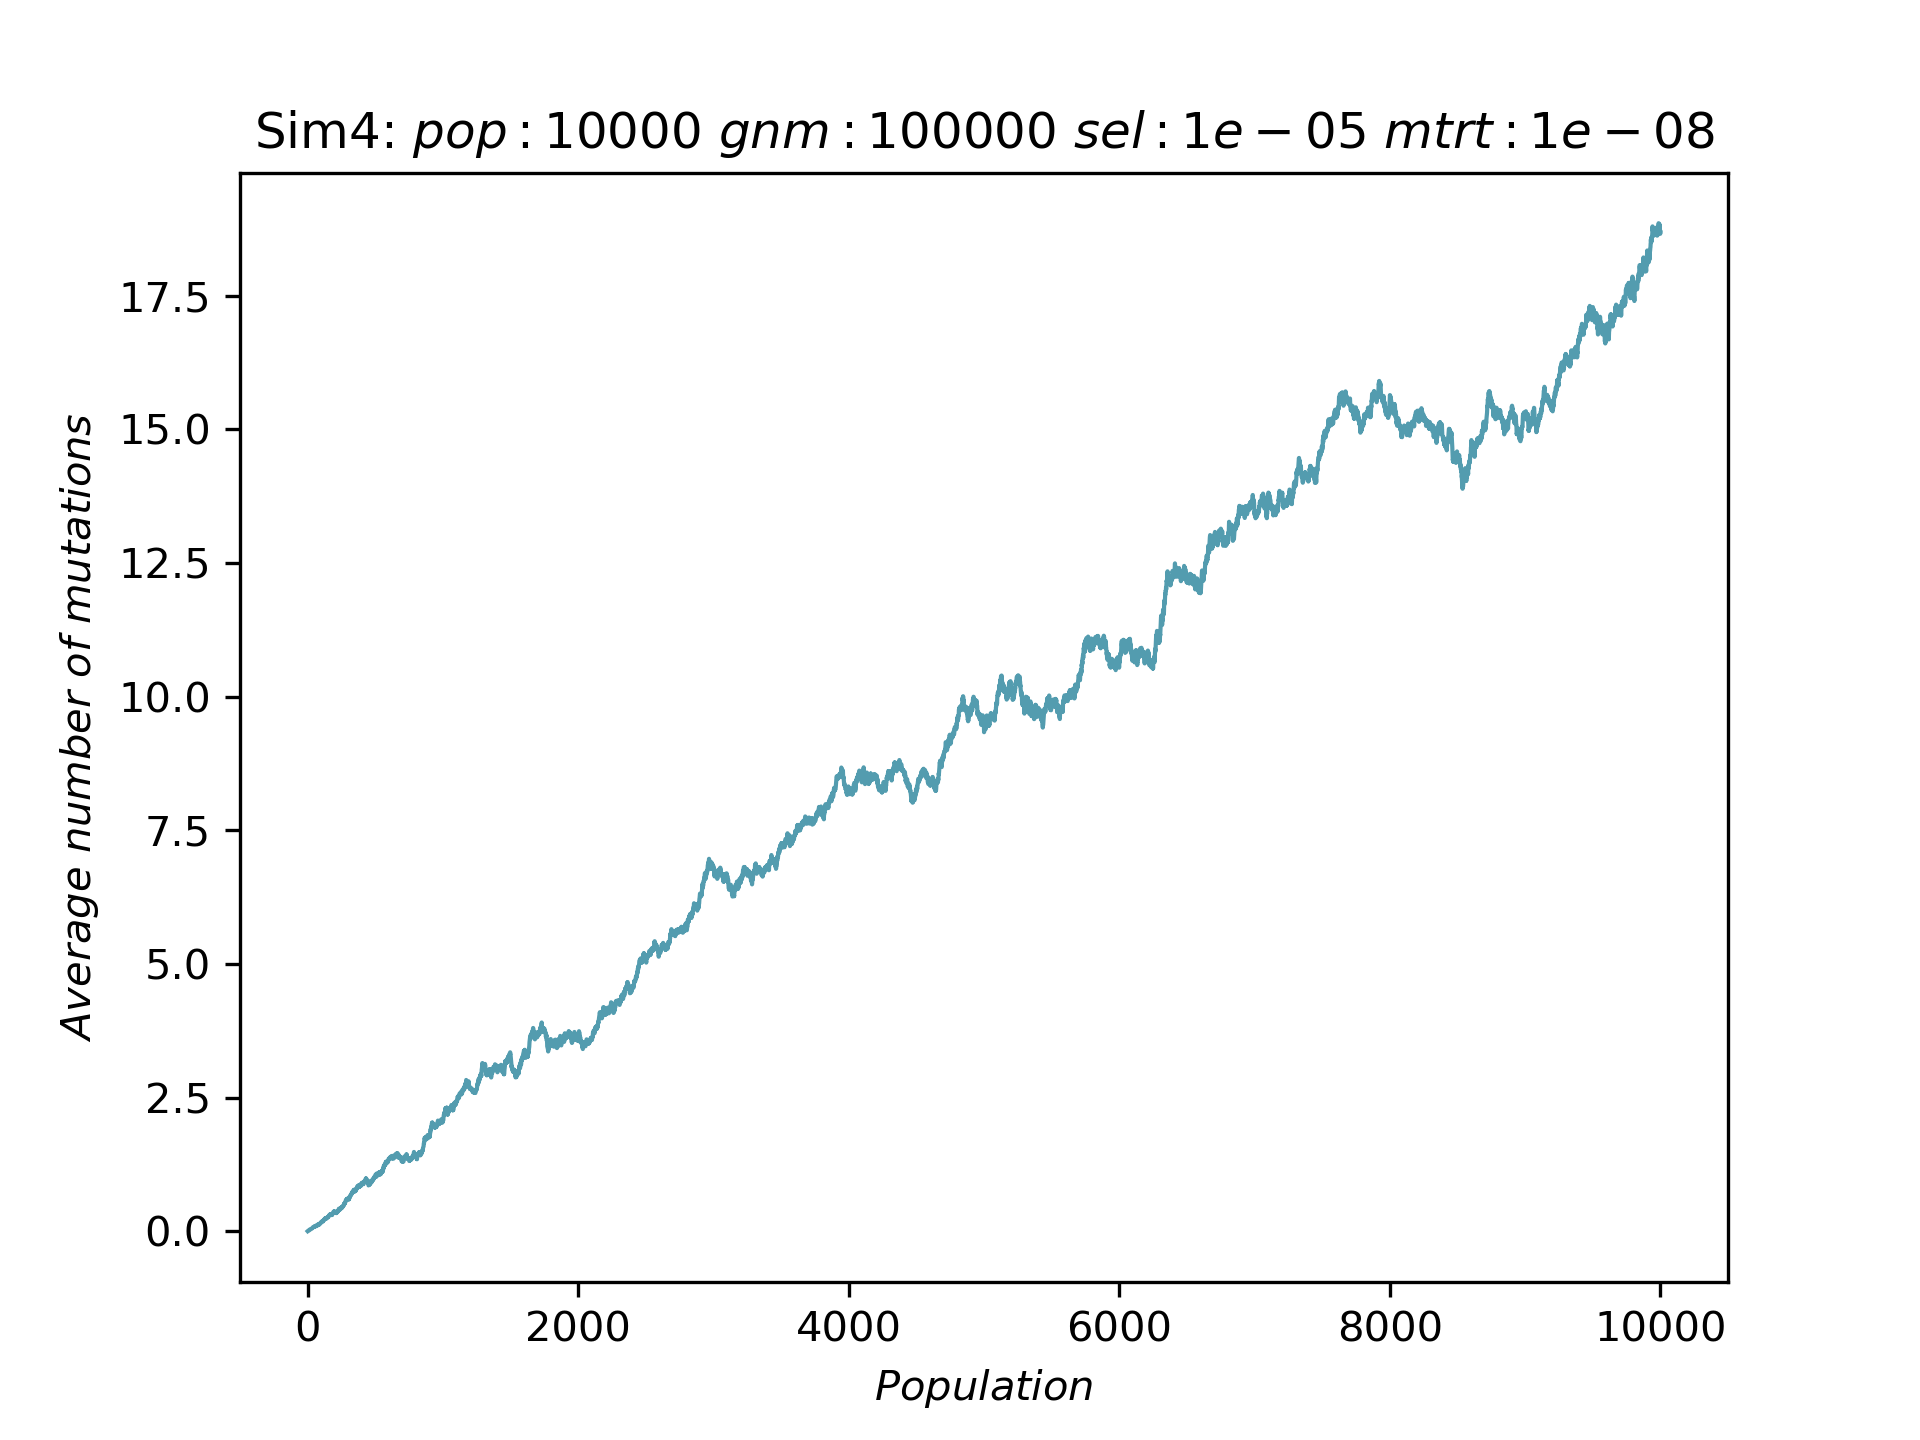 Sim4: pop : 10000 gnm : 100000 sel : 1e − 05 mtrt : 1e − 08
17.5
15.0
12.5
10.0
7.5
5.0
2.5
0.0
Average number of mutations
0 2000 4000 6000 8000 10000
Population